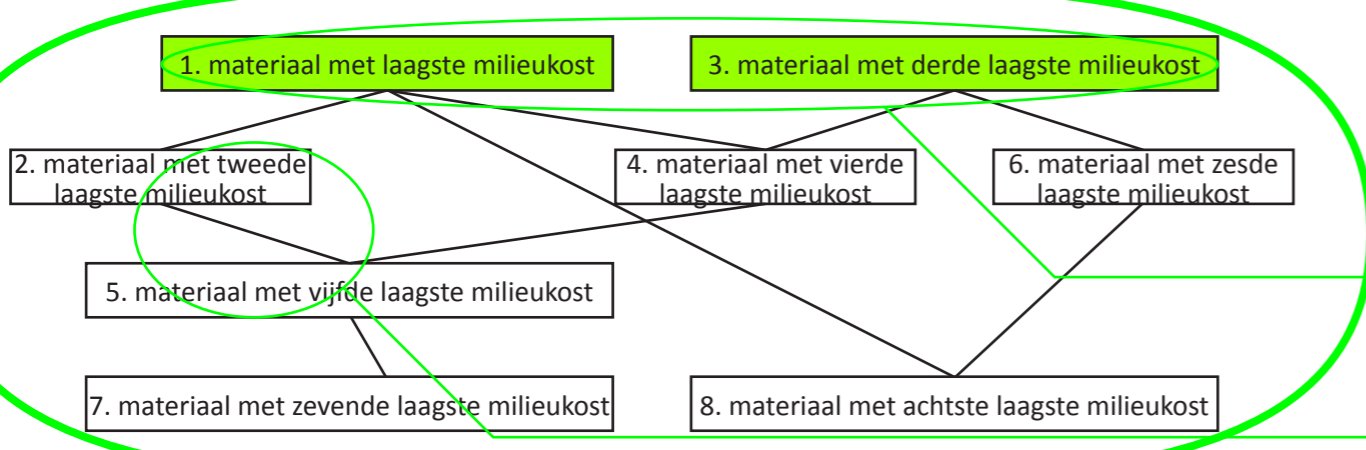 1. materiaal met laagste milieukost
3. materiaal met derde laagste milieukost
2. materiaal met tweede
laagste milieukost
4. materiaal met vierde
laagste milieukost
6. materiaal met zesde
laagste milieukost
5. materiaal met vijfde laagste milieukost
7. materiaal met zevende laagste milieukost
8. materiaal met achtste laagste milieukost